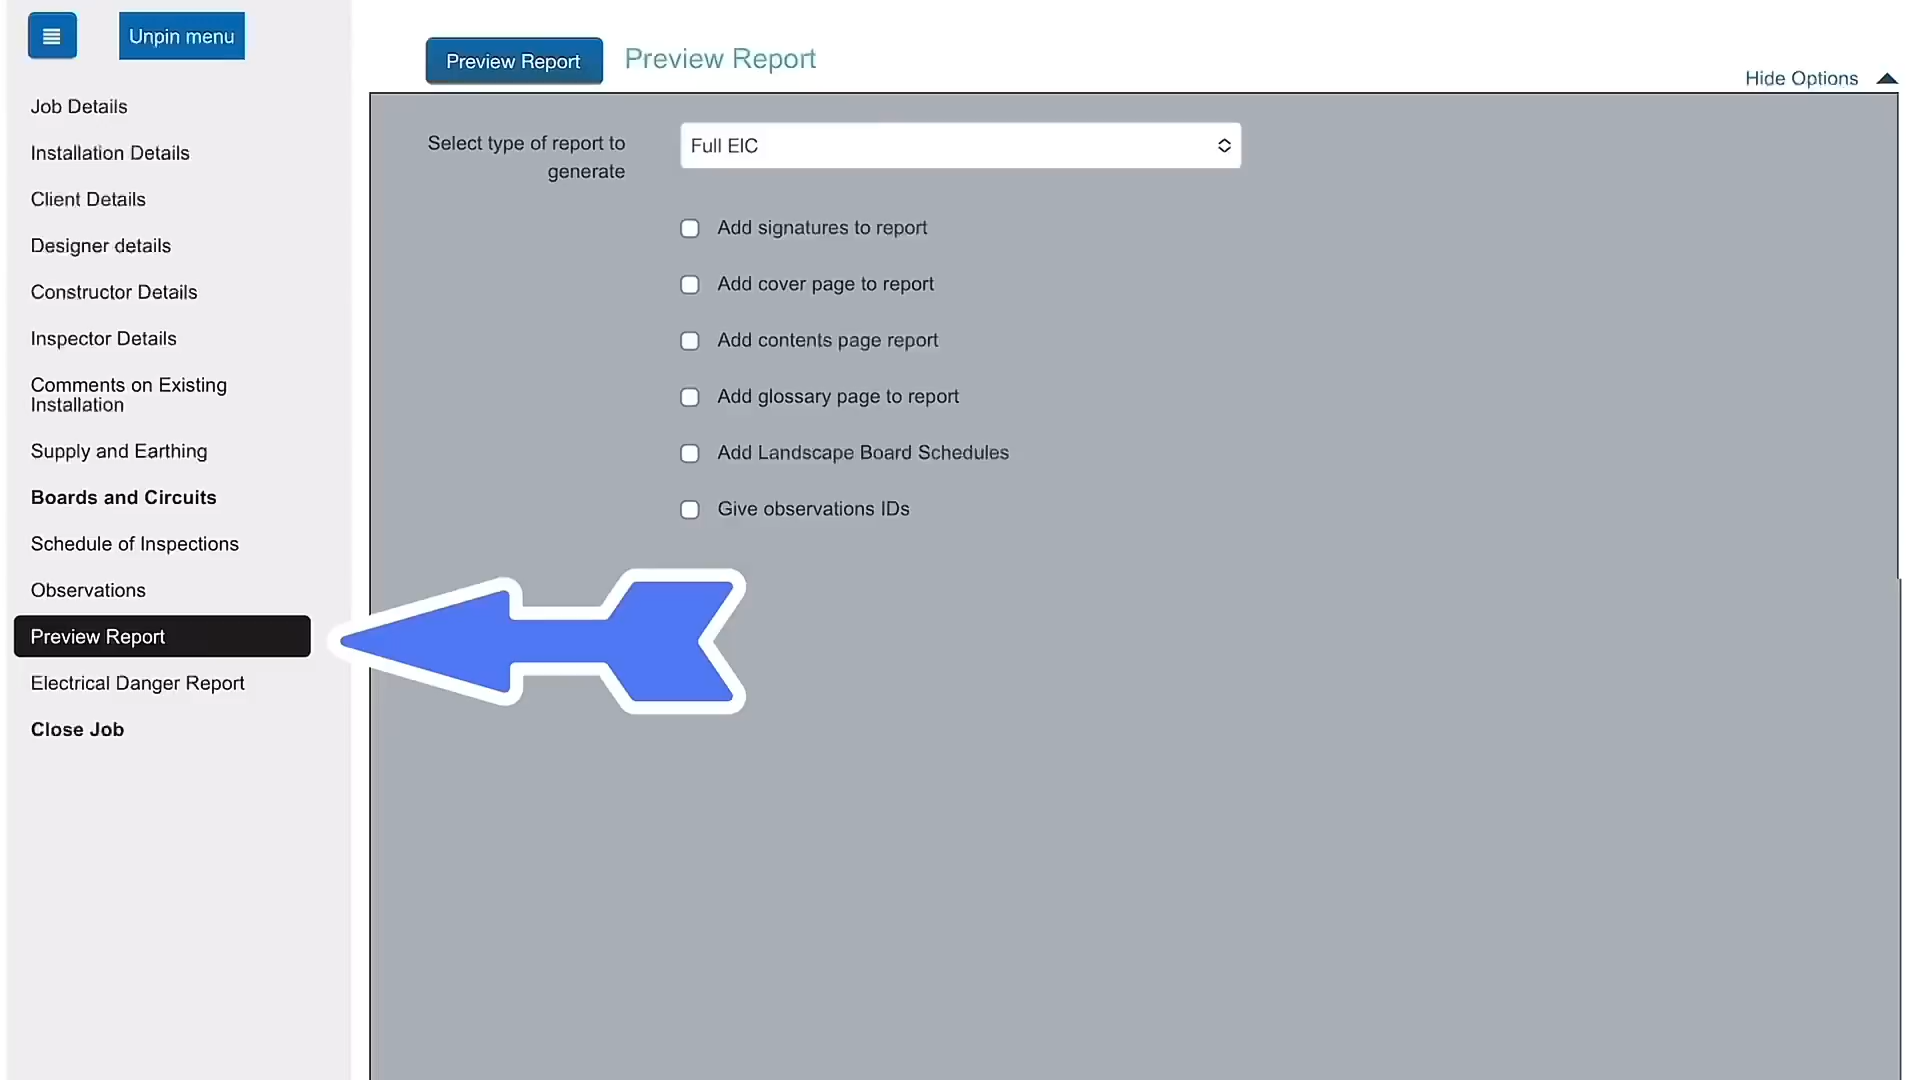 Unpin menu
Job Details
Installation Details
Client Details
Designer details
Constructor Details
Inspector Details
Comments on Existing
Installation
Supply and Earthing
Boards and Circuits
Schedule of Inspections
Observations
Preview Report
Electrical Danger Report
Close Job
Preview Report
Preview Report
Hide Options
Select type of report to
generate
Full EIC
Add signatures to report
Add cover page to report
Add contents page report
Add glossary page to report
Add Landscape Board Schedules
Give observations IDs